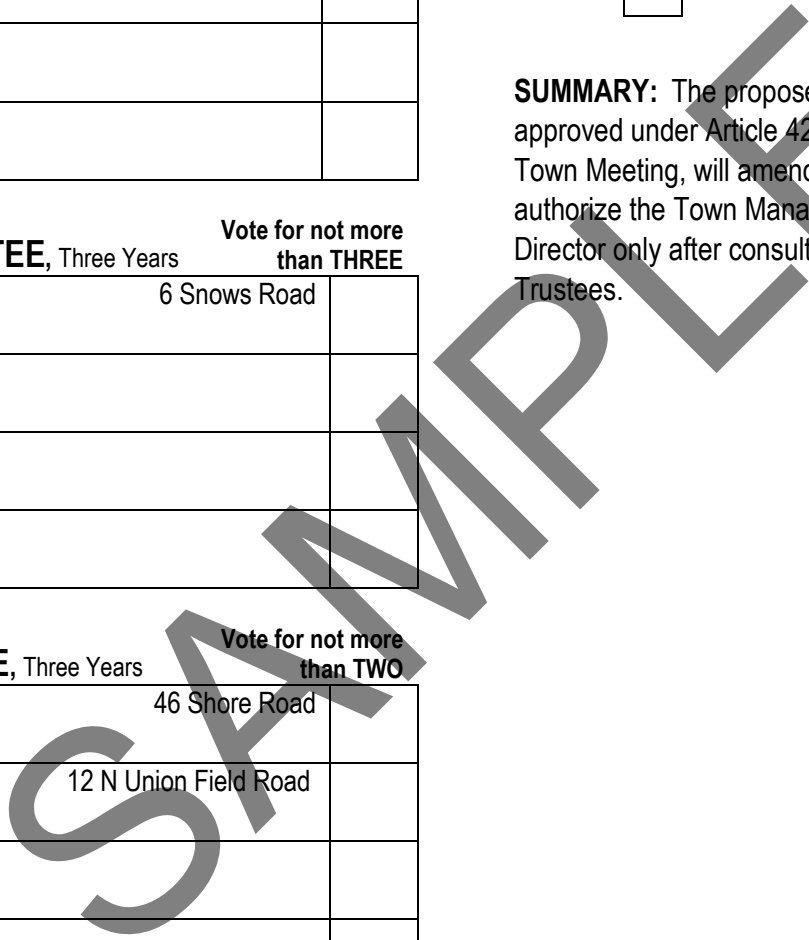 Vote for not more
TEE, Three Years than THREE
6 Snows Road
Vote for not more
E, Three Years than TWO
46 Shore Road
12 N Union Field Road
SUMMARY: The propose
approved under Article 42
Town Meeting, will amend
authorize the Town Mana
Director only after consult
Trustees.
SAMPLE